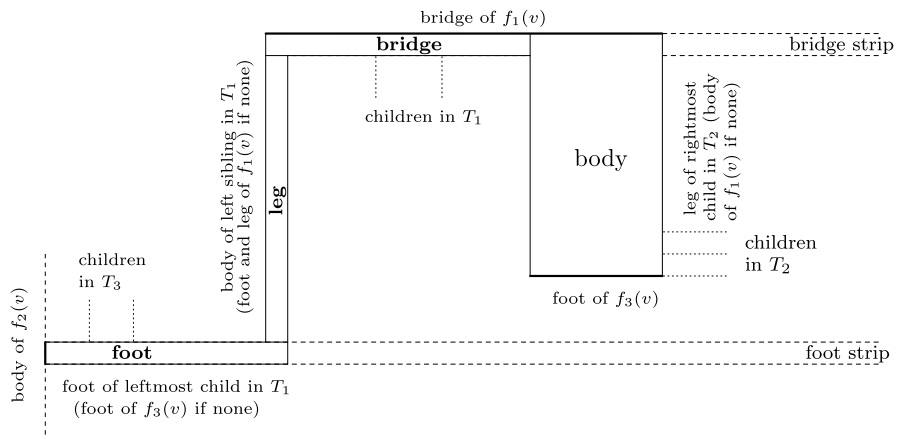 bridge of f₁(v)
bridge
bridge strip
children in T₁
body of left sibling in T₁
(foot and leg of f₁(v) if none)
leg
body
leg of rightmost
child in T₂ (body
of f₁(v) if none)
children
in T₂
foot of f₃(v)
children
in T₃
body of f₂(v)
foot
foot strip
foot of leftmost child in T₁
(foot of f₃(v) if none)